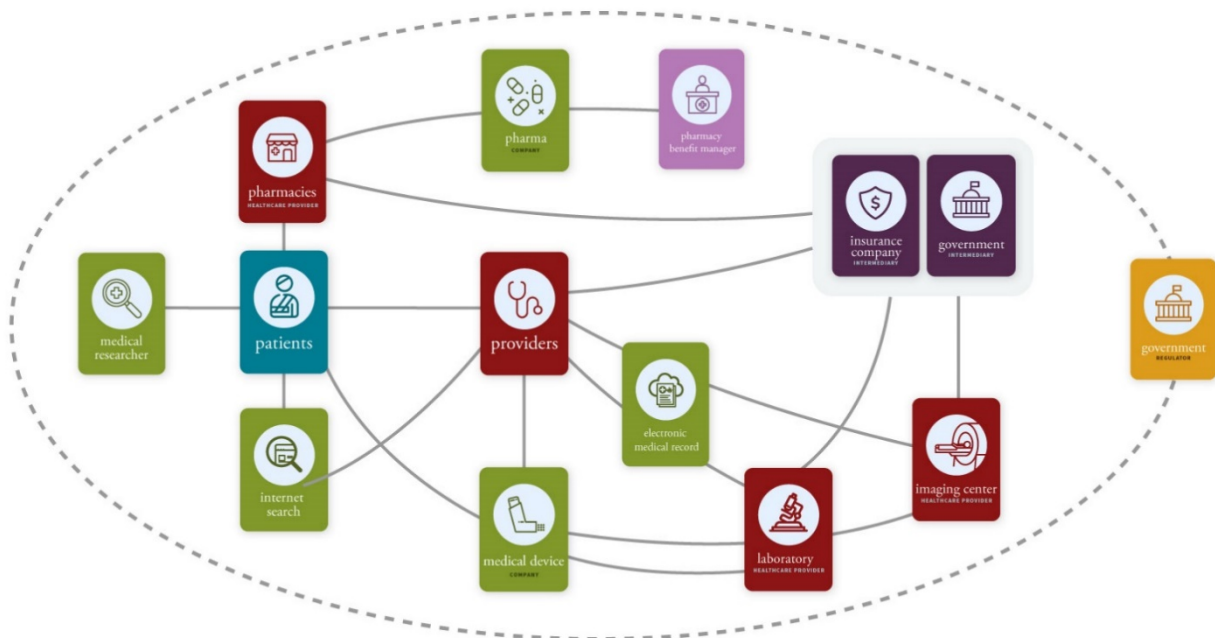 pharma
COMPANY
pharmacy
benefit manager
pharmacies
HEALTHCARE PROVIDER
insurance
company
INTERMEDIARY
government
INTERMEDIARY
medical
researcher
patients
providers
government
REGULATOR
electronic
medical record
internet
search
medical device
COMPANY
laboratory
HEALTHCARE PROVIDER
imaging center
HEALTHCARE PROVIDER